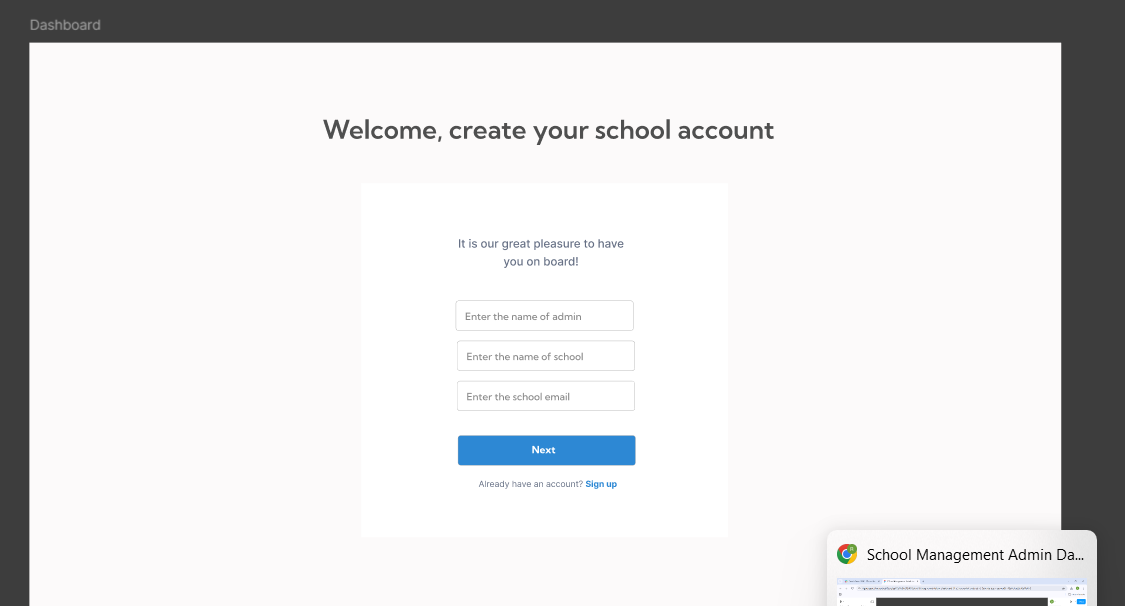 Dashboard
Welcome, create your school account
It is our great pleasure to have
you on board!
Enter the name of admin
Enter the name of school
Enter the school email
Next
Already have an account? Sign up
School Management Admin Da...